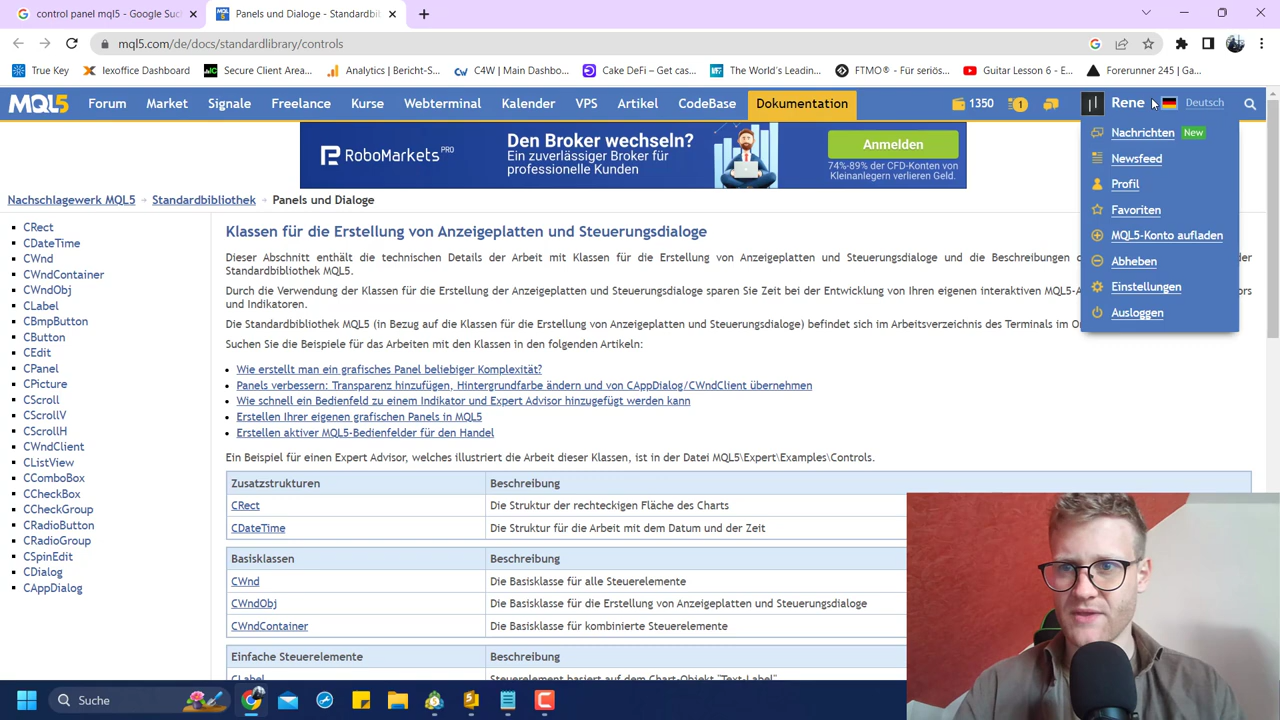 control panel mql5 - Google Suc
Panels und Dialoge - Standardbib
mql5.com/de/docs/standardlibrary/controls
True Key
lexoffice Dashboard
Secure Client Area...
Analytics | Bericht-S...
C4W | Main Dashbo...
Cake DeFi – Get cas...
The World's Leadin...
FTMO® - Für seriös...
Guitar Lesson 6 - E...
Forerunner 245 | Ga...
MQL5
Forum
Market
Signale
Freelance
Kurse
Webterminal
Kalender
VPS
Artikel
CodeBase
Dokumentation
1350
1
Rene
Deutsch
Nachrichten New
Newsfeed
Profil
Favoriten
MQL5-Konto aufladen
Abheben
Einstellungen
Ausloggen
RoboMarkets PRO
Den Broker wechseln?
Ein zuverlässiger Broker für
professionelle Kunden
Anmelden
74%-89% der CFD-Konten von
Kleinanlegern verlieren Geld.
Nachschlagewerk MQL5
Standardbibliothek
Panels und Dialoge
CRect
CDateTime
CWnd
CWndContainer
CWndObj
CLabel
CBmpButton
CButton
CEdit
CPanel
CPicture
CScroll
CScrollV
CScrollH
CWndClient
CListView
CComboBox
CCheckBox
CCheckGroup
CRadioButton
CRadioGroup
CSpinEdit
CDialog
CAppDialog
Klassen für die Erstellung von Anzeigeplatten und Steuerungsdialoge
Dieser Abschnitt enthält die technischen Details der Arbeit mit Klassen für die Erstellung von Anzeigeplatten und Steuerungsdialoge und die Beschreibungen der
Standardbibliothek MQL5.
Durch die Verwendung der Klassen für die Erstellung der Anzeigeplatten und Steuerungsdialoge sparen Sie Zeit bei der Entwicklung von Ihren eigenen interaktiven MQL5-A
und Indikatoren.
Die Standardbibliothek MQL5 (in Bezug auf die Klassen für die Erstellung von Anzeigeplatten und Steuerungsdialoge) befindet sich im Arbeitsverzeichnis des Terminals im
Suchen Sie die Beispiele für das Arbeiten mit den Klassen in den folgenden Artikeln:
Wie erstellt man ein grafisches Panel beliebiger Komplexität?
Panels verbessern: Transparenz hinzufügen, Hintergrundfarbe ändern und von CAppDialog/CWndClient übernehmen
Wie schnell ein Bedienfeld zu einem Indikator und Expert Advisor hinzugefügt werden kann
Erstellen Ihrer eigenen grafischen Panels in MQL5
Erstellen aktiver MQL5-Bedienfelder für den Handel
Ein Beispiel für einen Expert Advisor, welches illustriert die Arbeit dieser Klassen, ist in der Datei MQL5\Expert\Examples\Controls.
Zusatzstrukturen Beschreibung
CRect Die Struktur der rechteckigen Fläche des Charts
CDateTime Die Struktur für die Arbeit mit dem Datum und der Zeit
Basisklassen Beschreibung
CWnd Die Basisklasse für alle Steuerelemente
CWndObj Die Basisklasse für die Erstellung von Anzeigeplatten und Steuerungsdialoge
CWndContainer Die Basisklasse für kombinierte Steuerelemente
Einfache Steuerelemente Beschreibung
CLabel Steuerelement basiert auf dem Chart-Objekt "Text-Label"
Suche